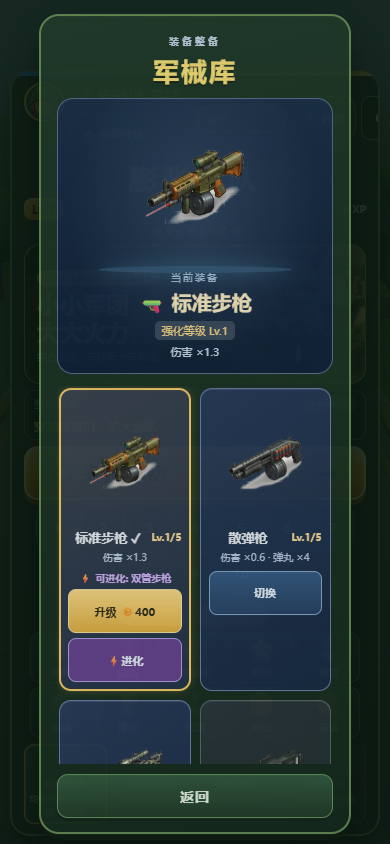 装备整备
军械库
当前装备
标准步枪
强化等级 Lv.1
伤害 ×1.3
标准步枪 ✓ Lv.1/5
伤害 ×1.3
可进化: 双管步枪
升级 400
进化
散弹枪 Lv.1/5
伤害 ×0.6 · 弹丸 ×4
切换
返回
XP